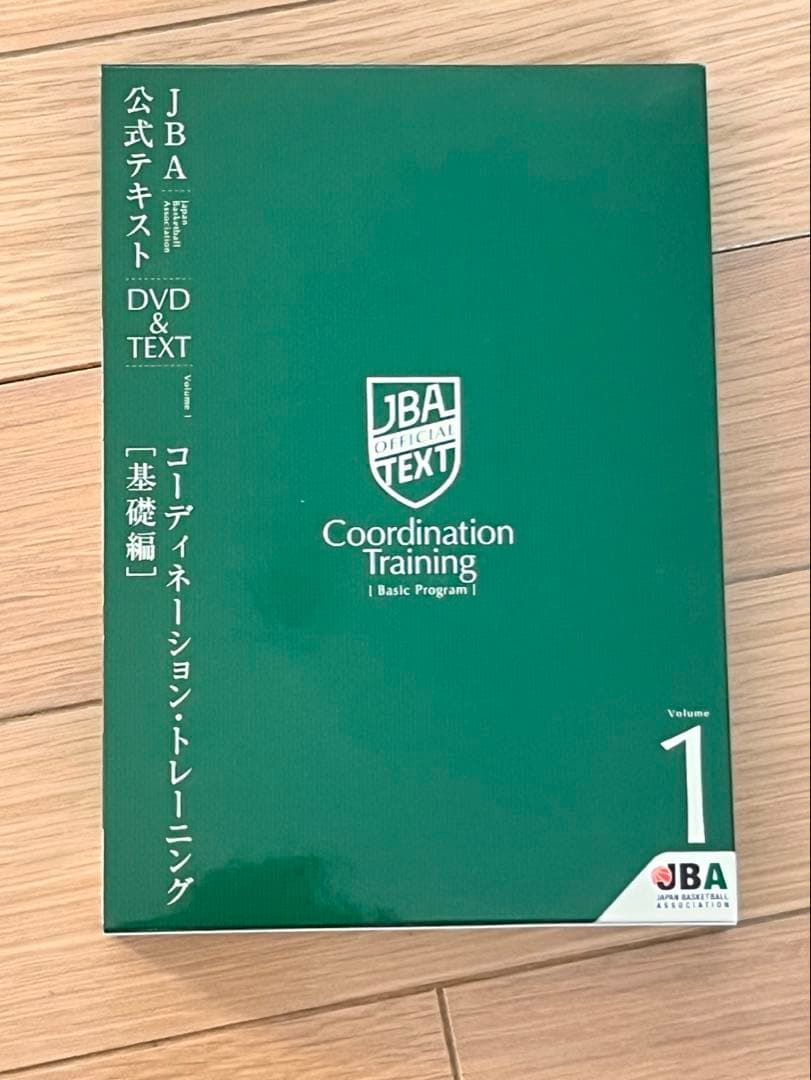 JBA
Japan
Basketball
Association
公式テキスト
DVD
&
TEXT
Volume 1
コーディネーション・トレーニング
[基礎編]
JBA
OFFICIAL
TEXT
Coordination
Training
[ Basic Program ]
Volume
1
JBA
JAPAN BASKETBALL
ASSOCIATION